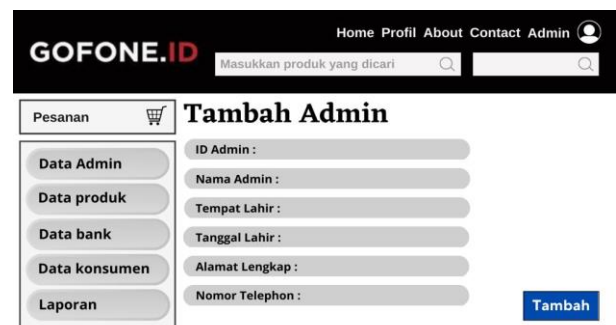 Home Profil About Contact Admin
GOFONE.ID
Masukkan produk yang dicari
Pesanan
Tambah Admin
Data Admin
Data produk
Data bank
Data konsumen
Laporan
ID Admin :
Nama Admin :
Tempat Lahir :
Tanggal Lahir :
Alamat Lengkap :
Nomor Telephon :
Tambah